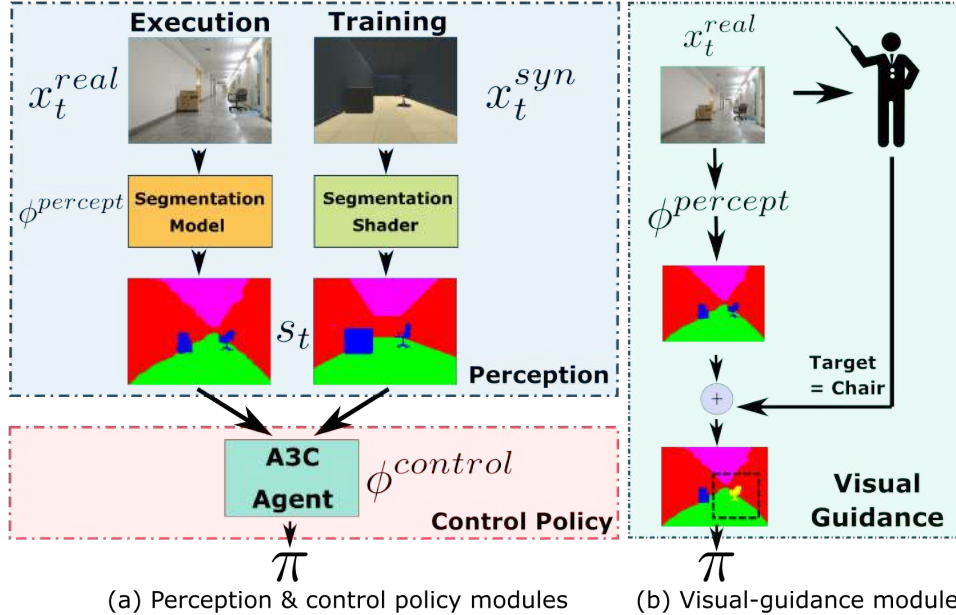 Execution Training
x_t^{real} x_t^{syn}
ϕ^{percept}
Segmentation
Model
Segmentation
Shader
s_t
Perception
A3C
Agent
ϕ^{control}
Control Policy
π
(a) Perception & control policy modules
x_t^{real}
ϕ^{percept}
Target
= Chair
+
Visual
Guidance
π
(b) Visual-guidance module